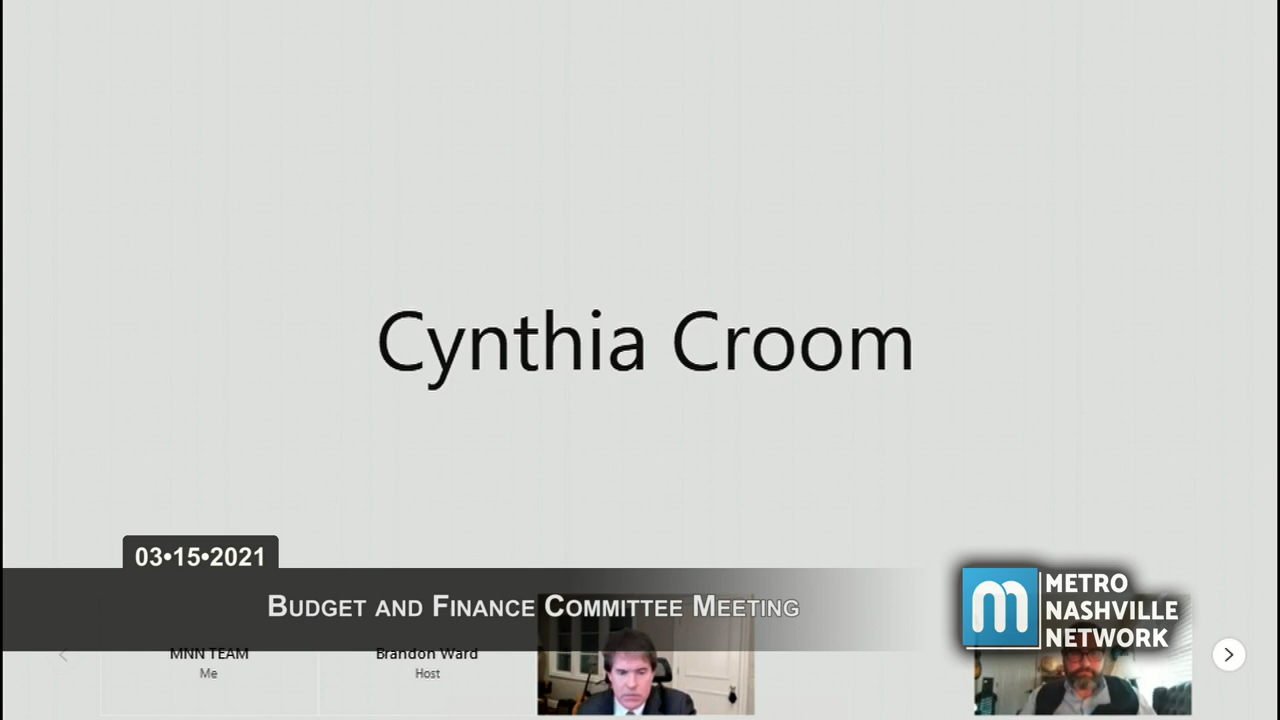 Cynthia Croom
03•15•2021
Budget and Finance Committee Meeting
METRO
NASHVILLE
NETWORK
MNN TEAM
Me
Brandon Ward
Host